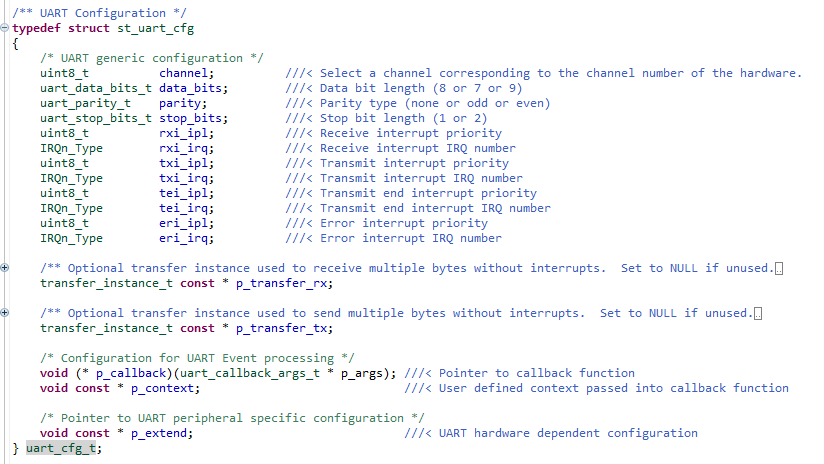 /** UART Configuration */
typedef struct st_uart_cfg
{
    /* UART generic configuration */
    uint8_t          channel;          ///< Select a channel corresponding to the channel number of the hardware.
    uart_data_bits_t data_bits;        ///< Data bit length (8 or 7 or 9)
    uart_parity_t    parity;           ///< Parity type (none or odd or even)
    uart_stop_bits_t stop_bits;        ///< Stop bit length (1 or 2)
    uint8_t          rxi_ipl;          ///< Receive interrupt priority
    IRQn_Type        rxi_irq;          ///< Receive interrupt IRQ number
    uint8_t          txi_ipl;          ///< Transmit interrupt priority
    IRQn_Type        txi_irq;          ///< Transmit interrupt IRQ number
    uint8_t          tei_ipl;          ///< Transmit end interrupt priority
    IRQn_Type        tei_irq;          ///< Transmit end interrupt IRQ number
    uint8_t          eri_ipl;          ///< Error interrupt priority
    IRQn_Type        eri_irq;          ///< Error interrupt IRQ number
    /** Optional transfer instance used to receive multiple bytes without interrupts.  Set to NULL if unused.
    transfer_instance_t const * p_transfer_rx;
    /** Optional transfer instance used to send multiple bytes without interrupts.  Set to NULL if unused.
    transfer_instance_t const * p_transfer_tx;
    /* Configuration for UART Event processing */
    void (* p_callback)(uart_callback_args_t * p_args); ///< Pointer to callback function
    void const * p_context;                             ///< User defined context passed into callback function
    /* Pointer to UART peripheral specific configuration */
    void const * p_extend;                              ///< UART hardware dependent configuration
} uart_cfg_t;